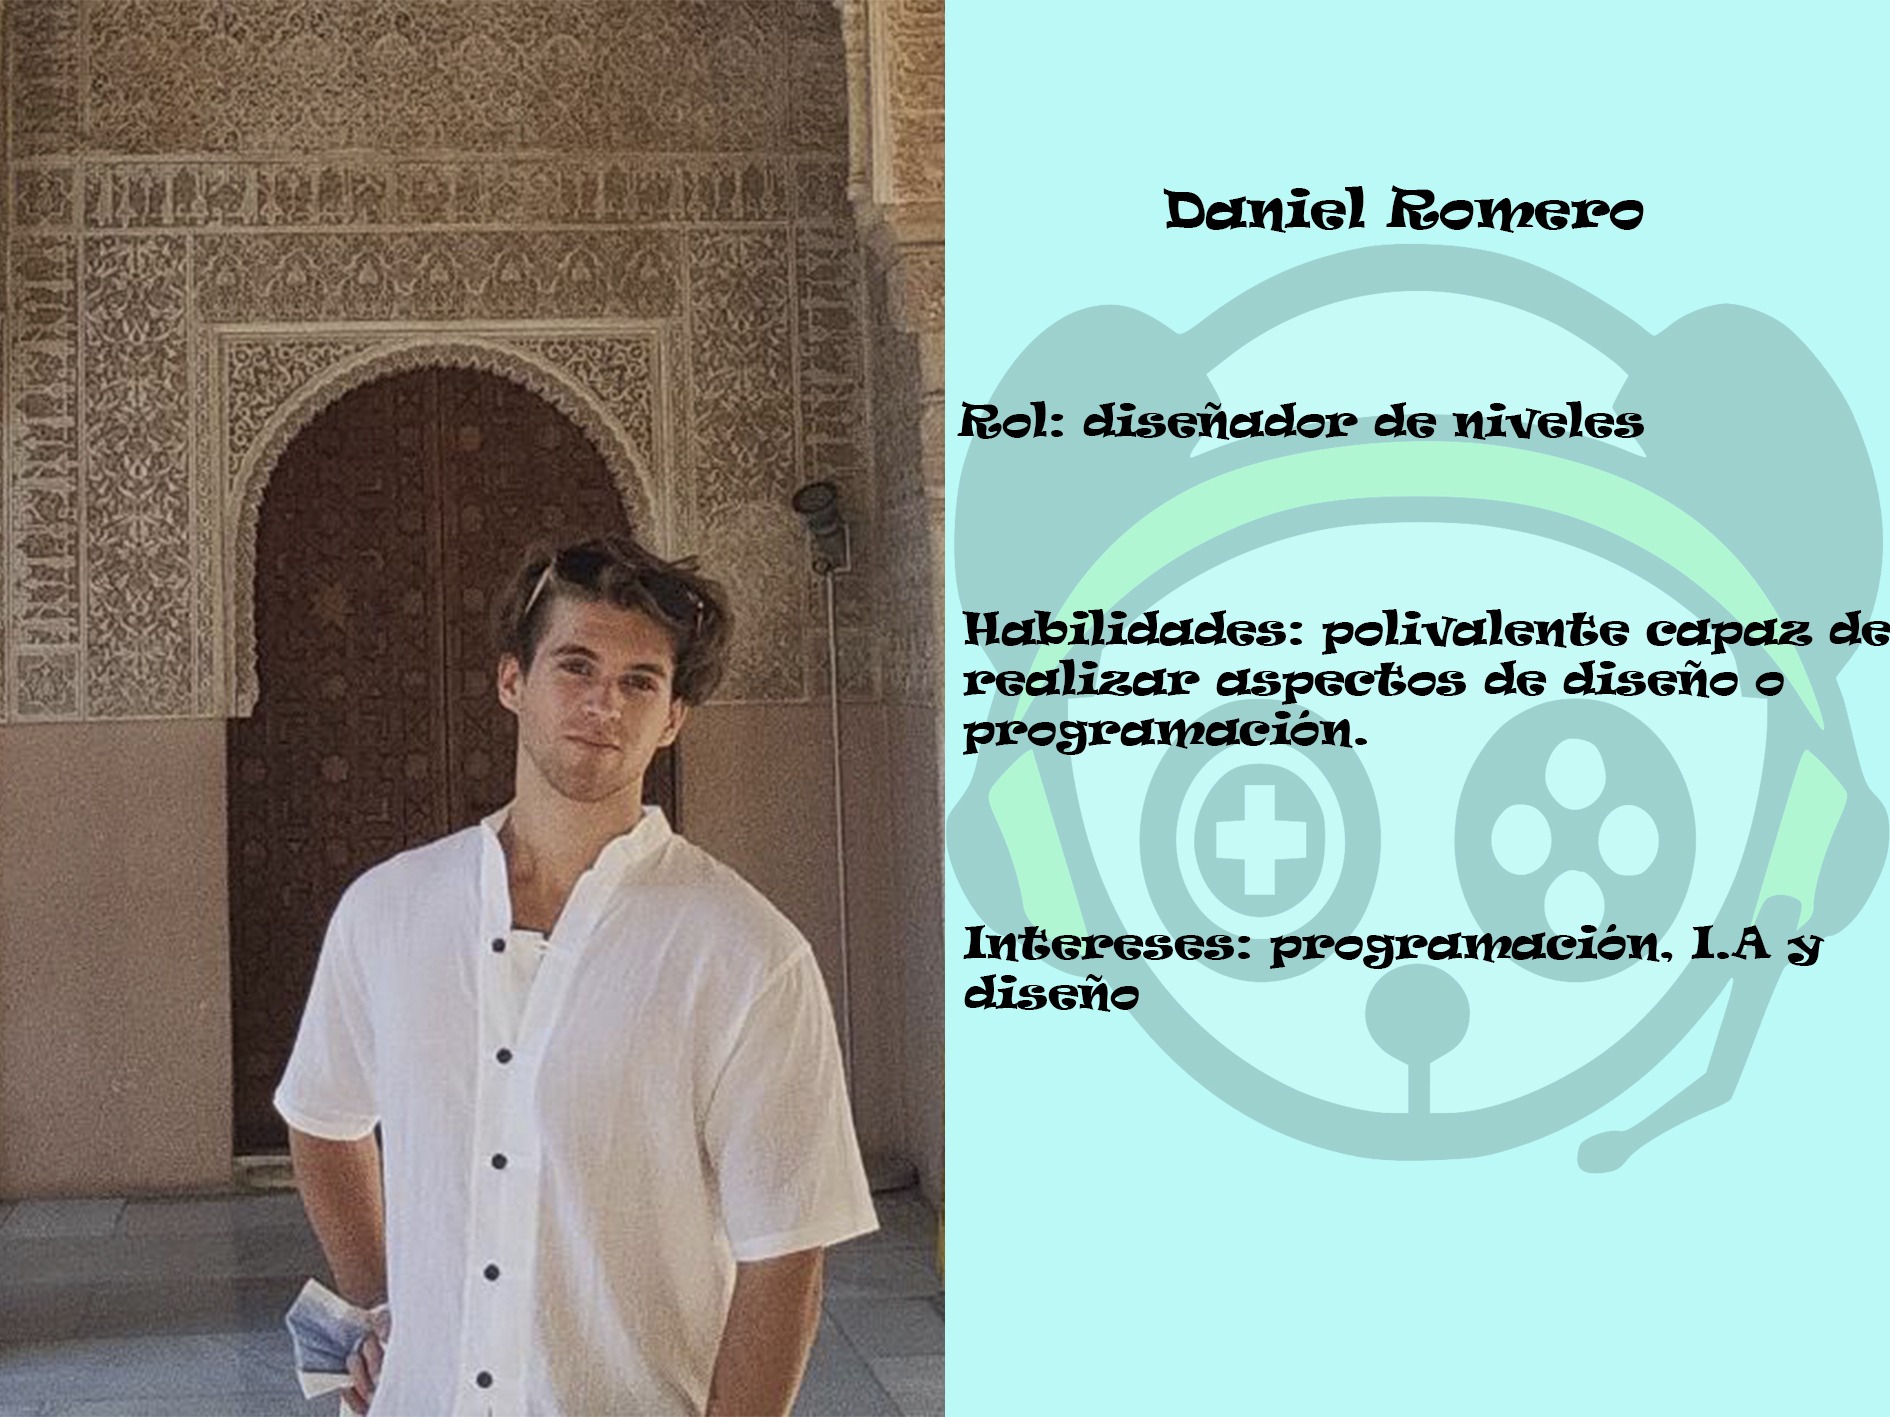 Daniel Romero
Rol: diseñador de niveles
Habilidades: polivalente capaz de
realizar aspectos de diseño o
programación.
Intereses: programación, I.A y
diseño